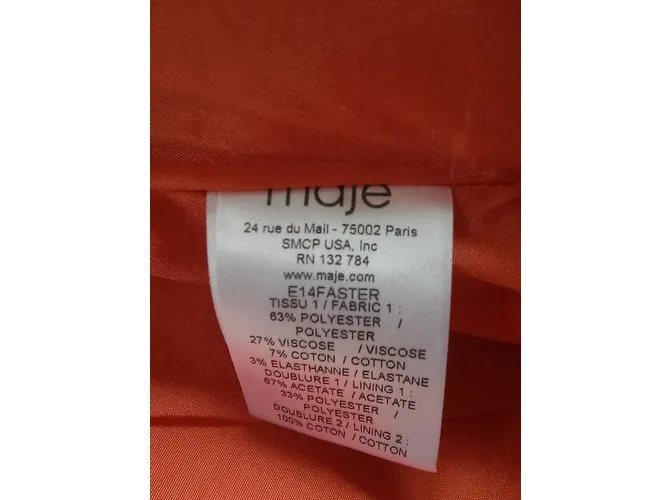 maje
24 rue du Mail - 75002 Paris
SMCP USA, Inc
RN 132 784
www.maje.com
E14FASTER
TISSU 1 / FABRIC 1 :
63% POLYESTER /
POLYESTER
27% VISCOSE / VISCOSE
7% COTON / COTTON
3% ELASTHANNE / ELASTANE
DOUBLURE 1 / LINING 1 :
67% ACETATE / ACETATE
33% POLYESTER /
POLYESTER
DOUBLURE 2 / LINING 2 :
100% COTON / COTTON